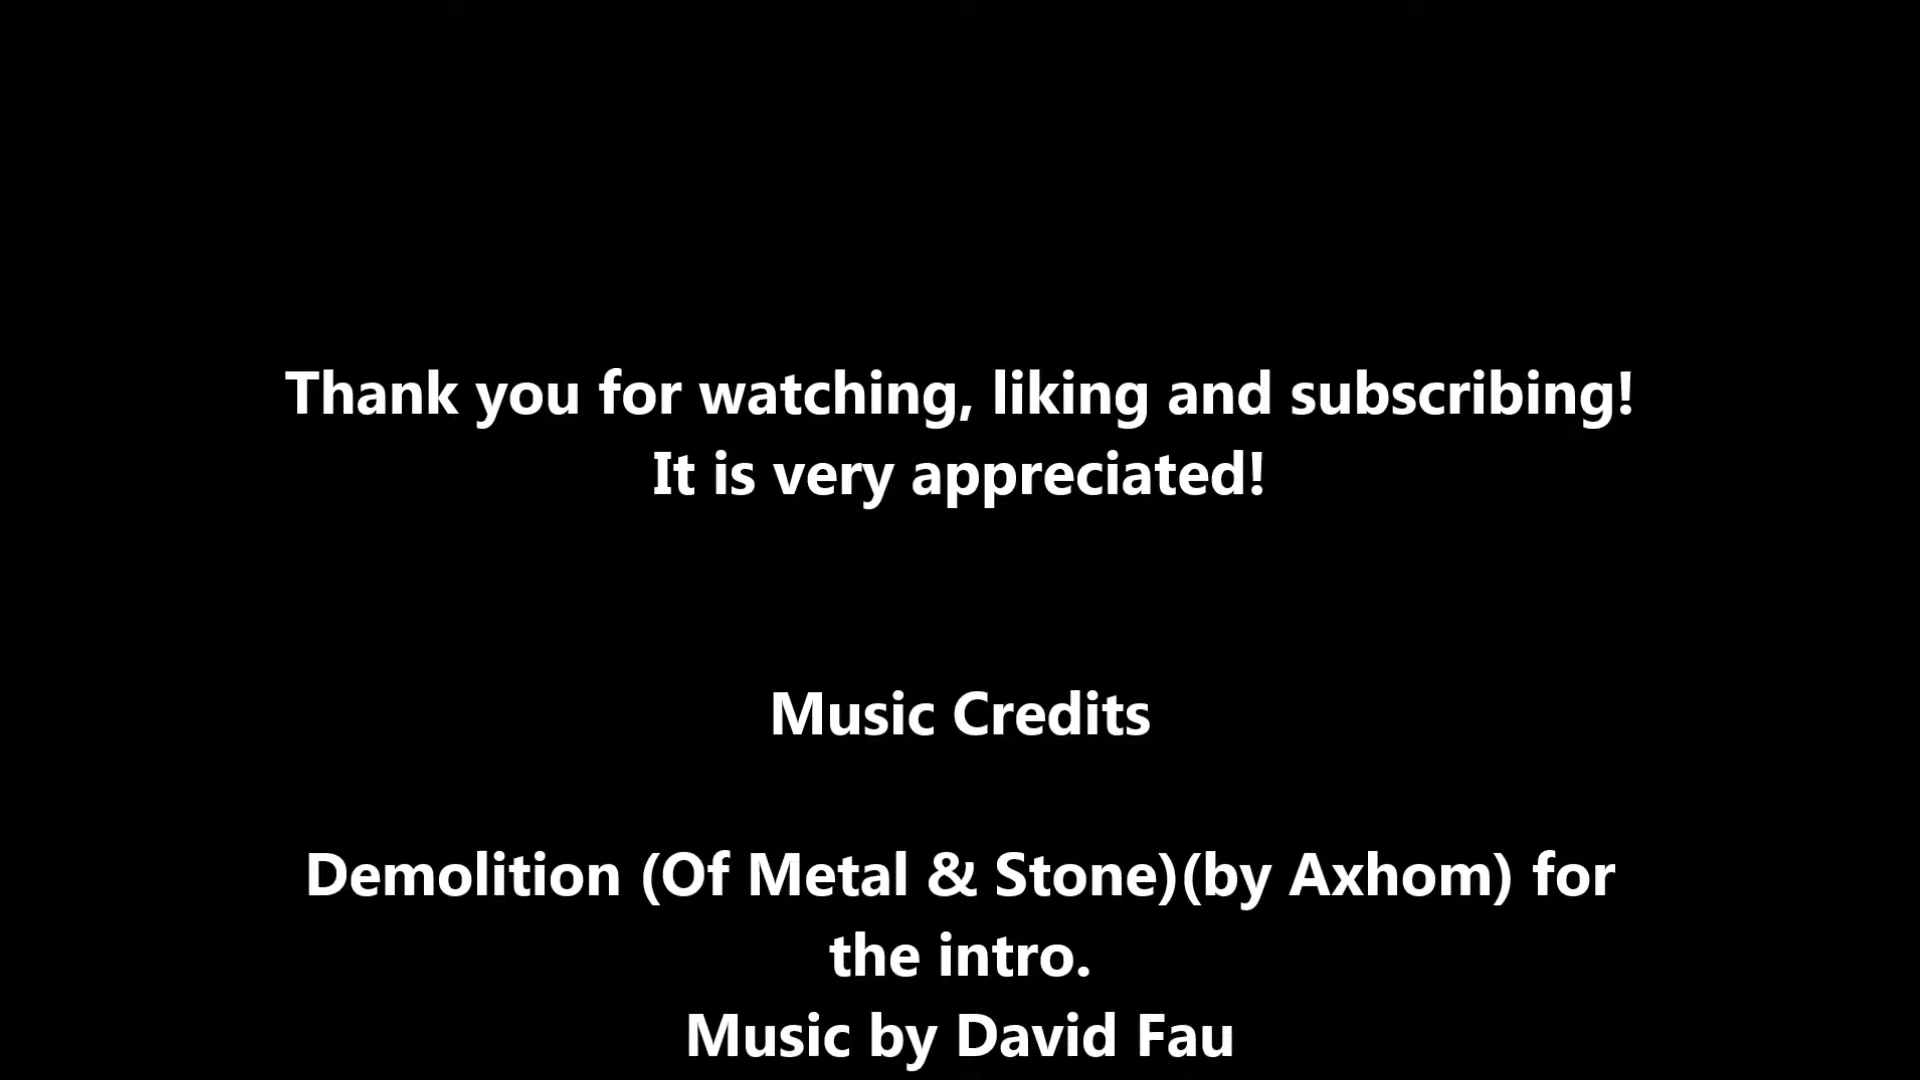 Thank you for watching, liking and subscribing!
It is very appreciated!
Music Credits
Demolition (Of Metal & Stone)(by Axhom) for
the intro.
Music by David Fau